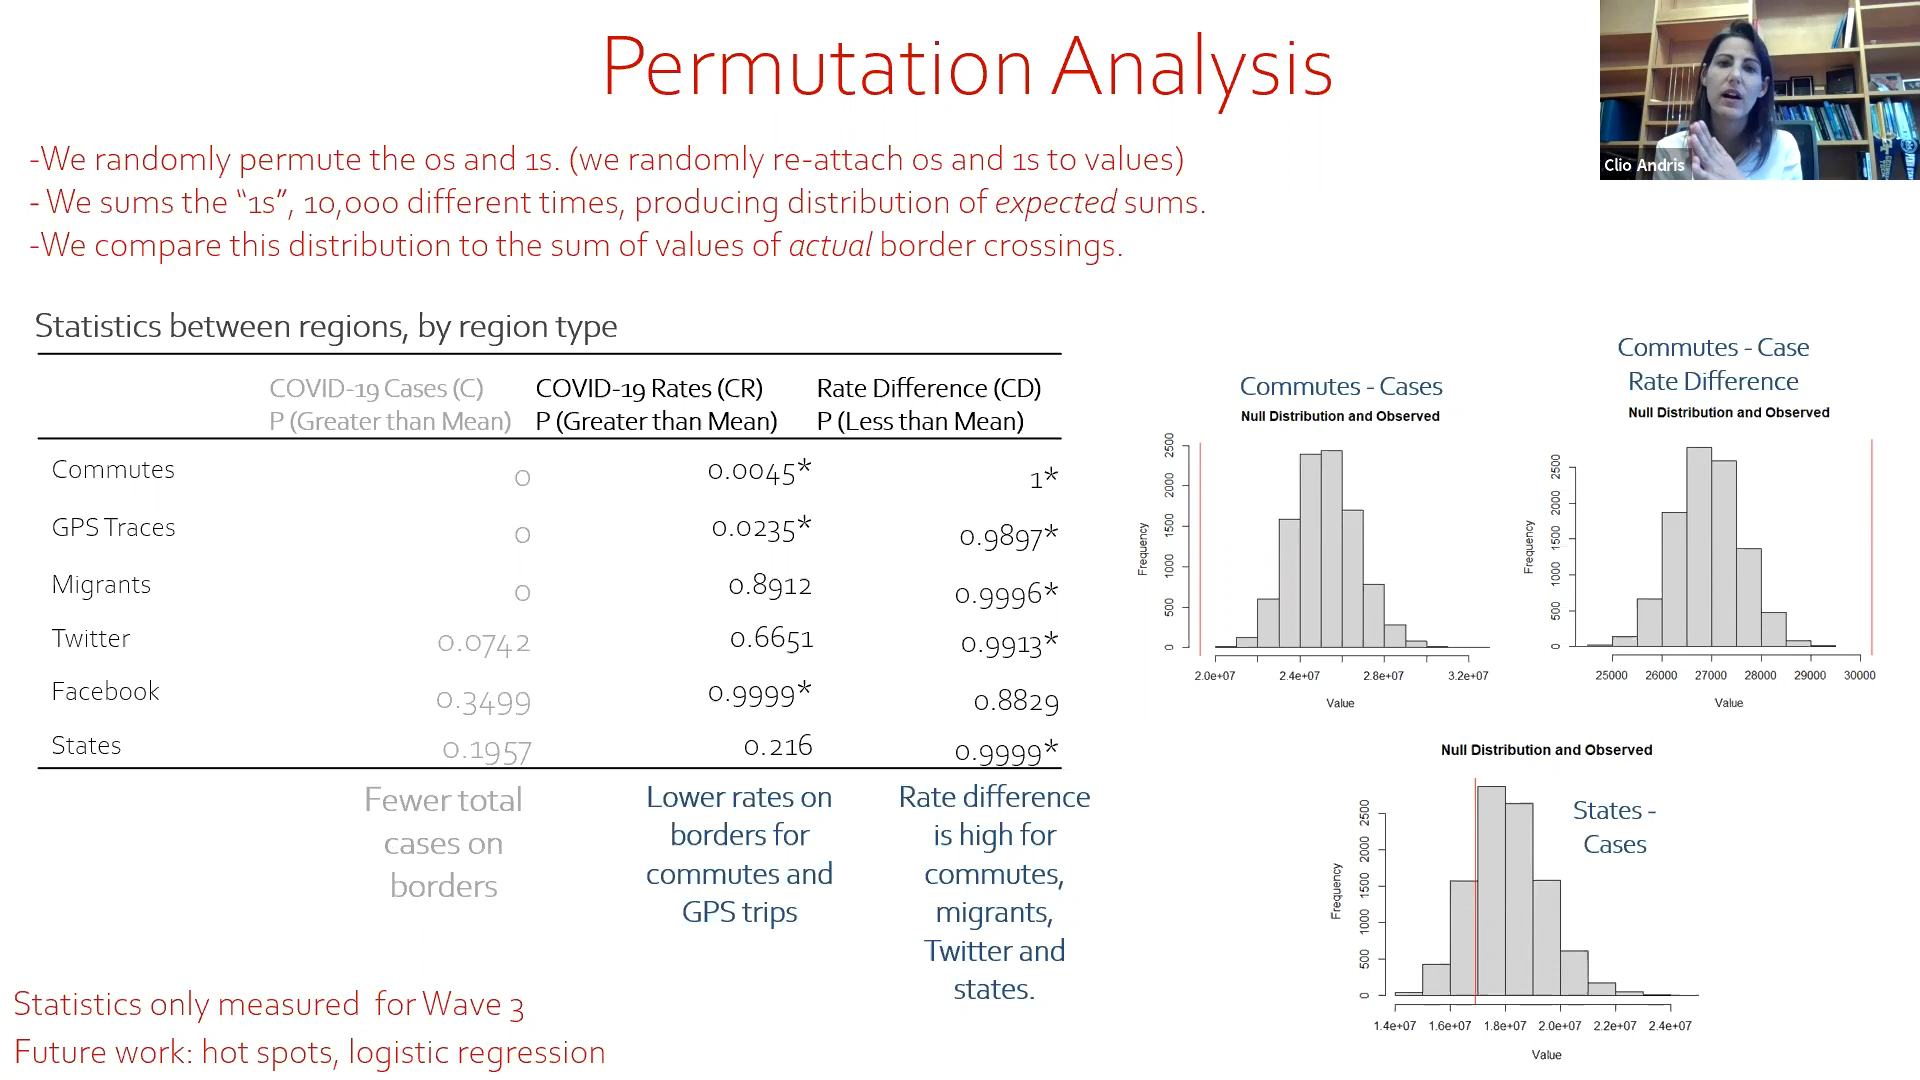 Permutation Analysis
Clio Andris
-We randomly permute the 0s and 1s. (we randomly re-attach 0s and 1s to values)
- We sums the “1s”, 10,000 different times, producing distribution of expected sums.
-We compare this distribution to the sum of values of actual border crossings.
Statistics between regions, by region type
COVID-19 Cases (C) COVID-19 Rates (CR) Rate Difference (CD)
P (Greater than Mean) P (Greater than Mean) P (Less than Mean)
Commutes 0 0.0045* 1*
GPS Traces 0 0.0235* 0.9897*
Migrants 0 0.8912 0.9996*
Twitter 0.0742 0.6651 0.9913*
Facebook 0.3499 0.9999* 0.8829
States 0.1957 0.216 0.9999*
Fewer total
cases on
borders
Lower rates on
borders for
commutes and
GPS trips
Rate difference
is high for
commutes,
migrants,
Twitter and
states.
Statistics only measured for Wave 3
Future work: hot spots, logistic regression
Commutes - Cases
Null Distribution and Observed
Frequency
2500
2000
1500
1000
500
0
2.0e+07 2.4e+07 2.8e+07 3.2e+07
Value
Commutes - Case
Rate Difference
Null Distribution and Observed
Frequency
2500
2000
1500
1000
500
0
25000 26000 27000 28000 29000 30000
Value
Null Distribution and Observed
States -
Cases
Frequency
2500
2000
1500
1000
500
0
1.4e+07 1.6e+07 1.8e+07 2.0e+07 2.2e+07 2.4e+07
Value